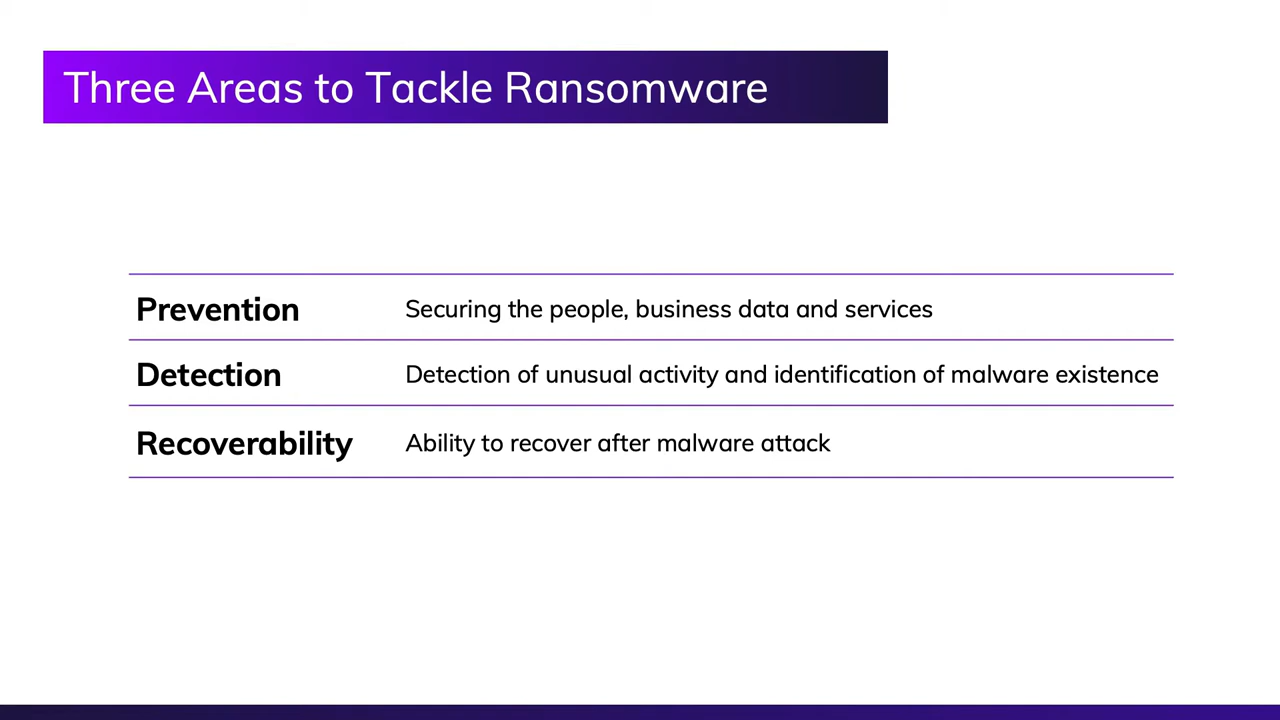 Three Areas to Tackle Ransomware
Prevention Securing the people, business data and services
Detection Detection of unusual activity and identification of malware existence
Recoverability Ability to recover after malware attack